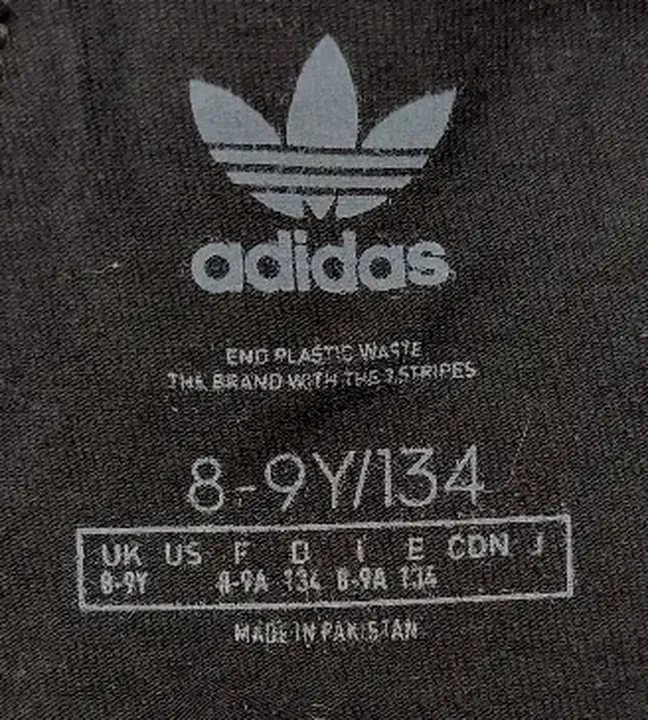 adidas
END PLASTIC WASTE
THE BRAND WITH THE 3 STRIPES
8-9Y/134
UK US F D I E CDN J
8-9Y 8-9A 134 8-9A 134
MADE IN PAKISTAN